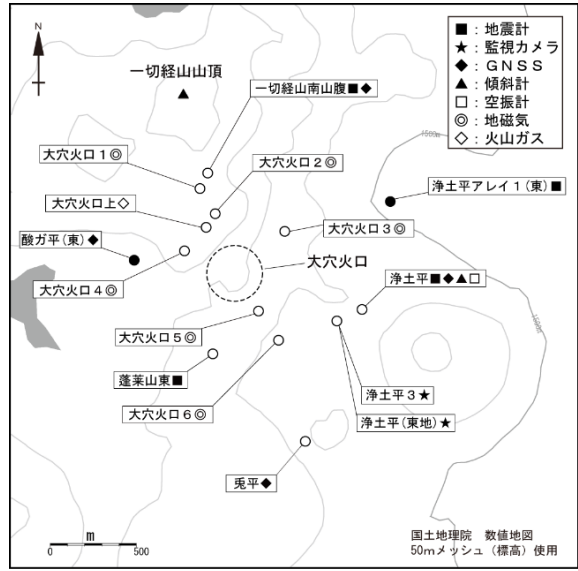 N
■：地震計
★：監視カメラ
◆：ＧＮＳＳ
▲：傾斜計
□：空振計
◎：地磁気
◇：火山ガス
一切経山山頂
一切経山南山腹■◆
大穴火口１◎
大穴火口２◎
1500m
浄土平アレイ１(東)■
大穴火口上◇
大穴火口３◎
酸ガ平(東)◆
大穴火口
浄土平■◆▲□
大穴火口４◎
大穴火口５◎
1600m
蓬莱山東■
浄土平３★
大穴火口６◎
浄土平(東地)★
兎平◆
m
0 500
国土地理院　数値地図
50mメッシュ（標高）使用